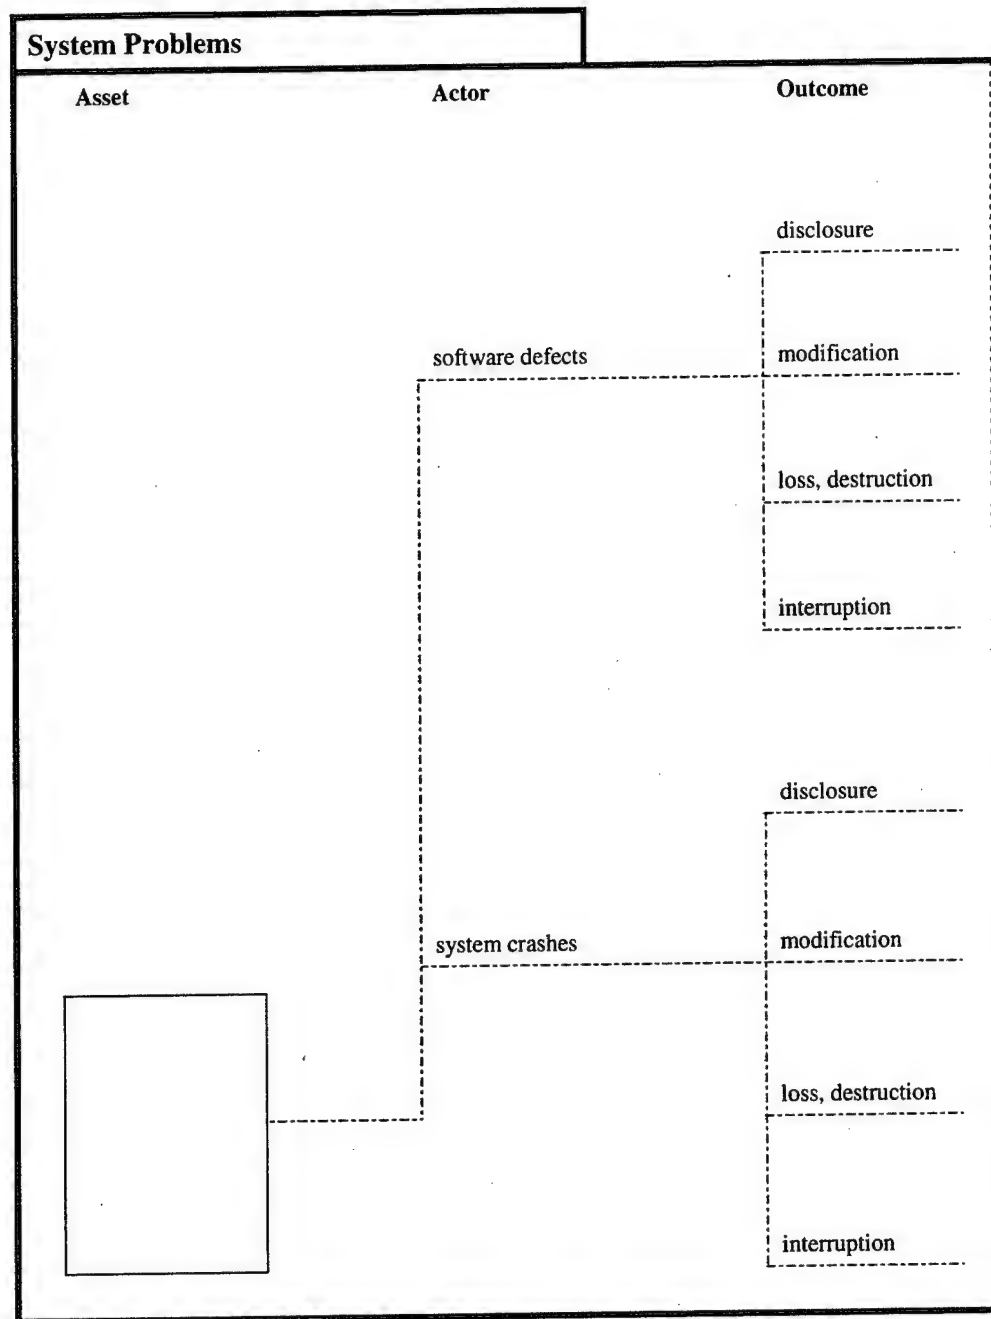 System Problems
Asset Actor Outcome
disclosure
software defects modification
loss, destruction
interruption
disclosure
system crashes modification
loss, destruction
interruption